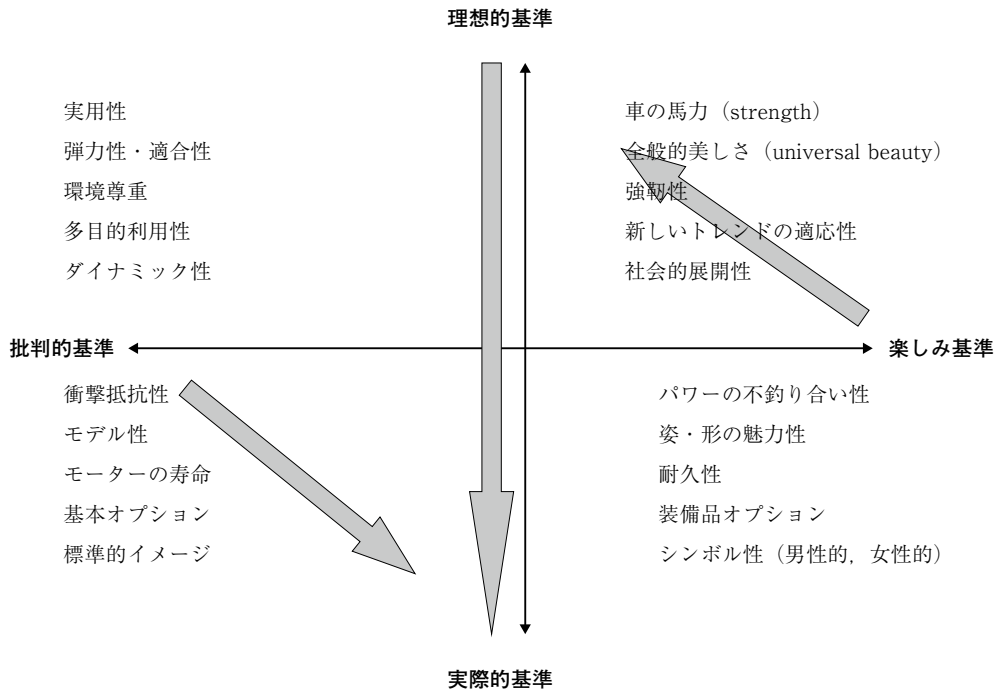 理想的基準
実用性
弾力性・適合性
環境尊重
多目的利用性
ダイナミック性
車の馬力（strength）
全般的美しさ（universal beauty）
強靭性
新しいトレンドの適応性
社会的展開性
批判的基準
楽しみ基準
衝撃抵抗性
モデル性
モーターの寿命
基本オプション
標準的イメージ
パワーの不釣り合い性
姿・形の魅力性
耐久性
装備品オプション
シンボル性（男性的，女性的）
実際的基準